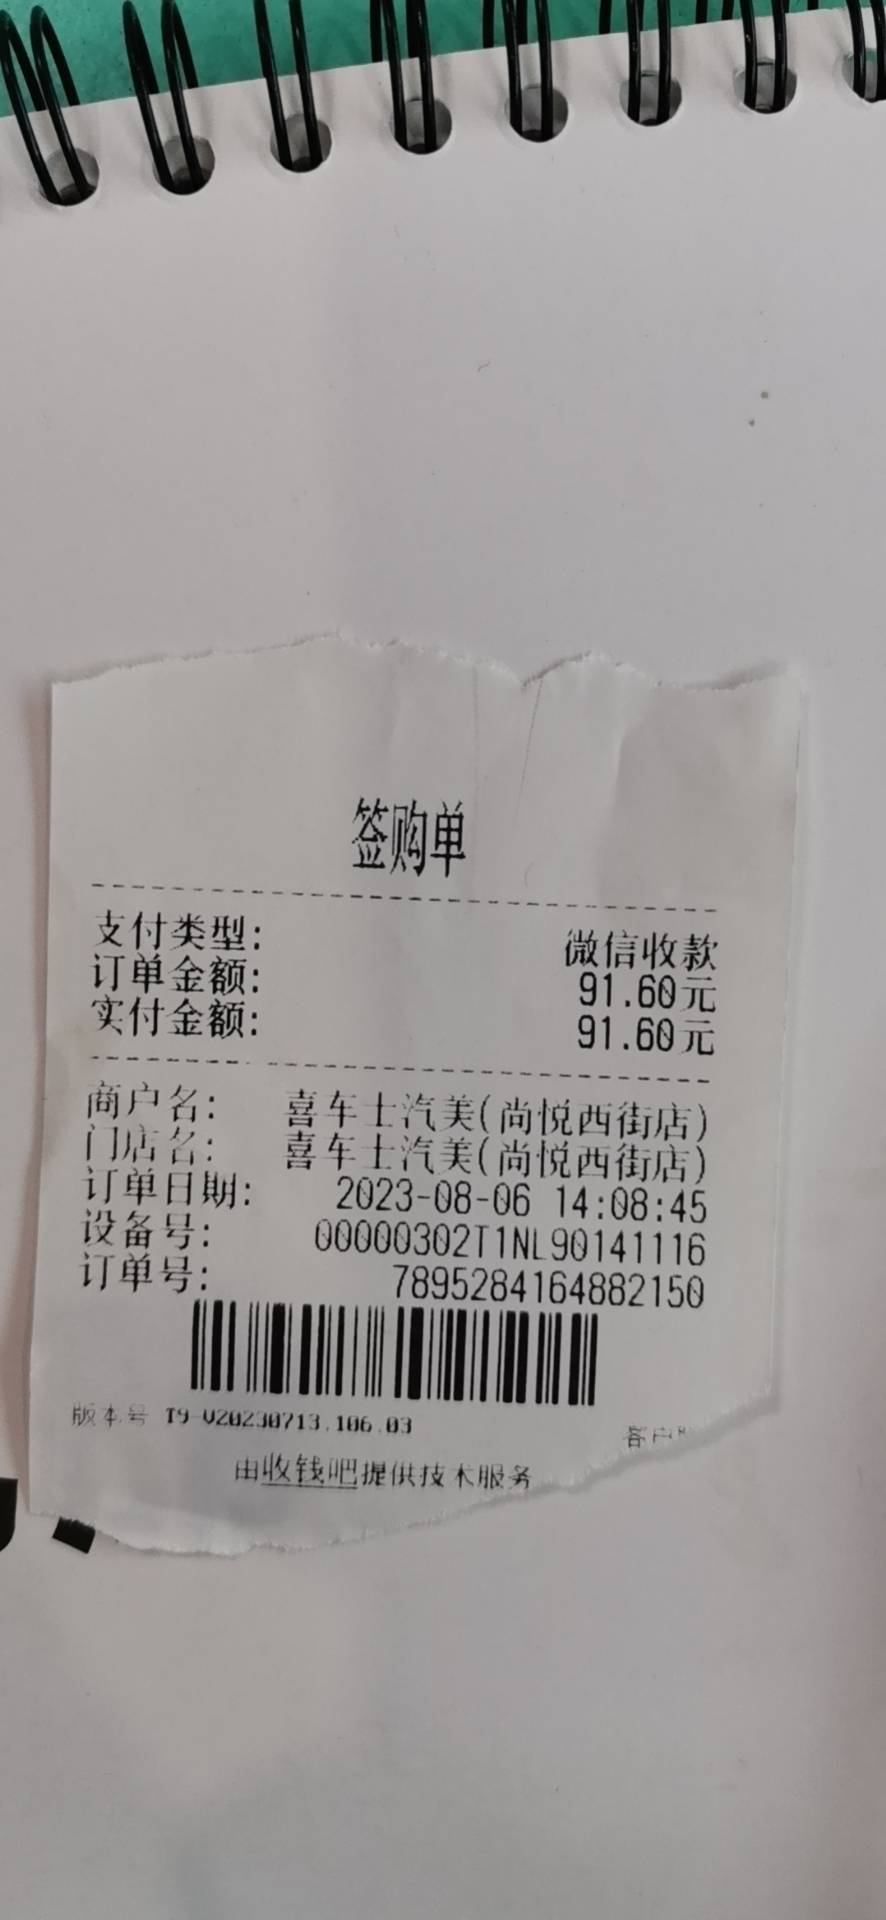 签购单
支付类型: 微信收款
订单金额: 91.60元
实付金额: 91.60元
商户名: 喜车士汽美(尚悦西街店)
门店名: 喜车士汽美(尚悦西街店)
订单日期: 2023-08-06 14:08:45
设备号: 00000302T1NL90141116
订单号: 7895284164882150
版本号 T9-V20230713.106.03 客户
由收钱吧提供技术服务